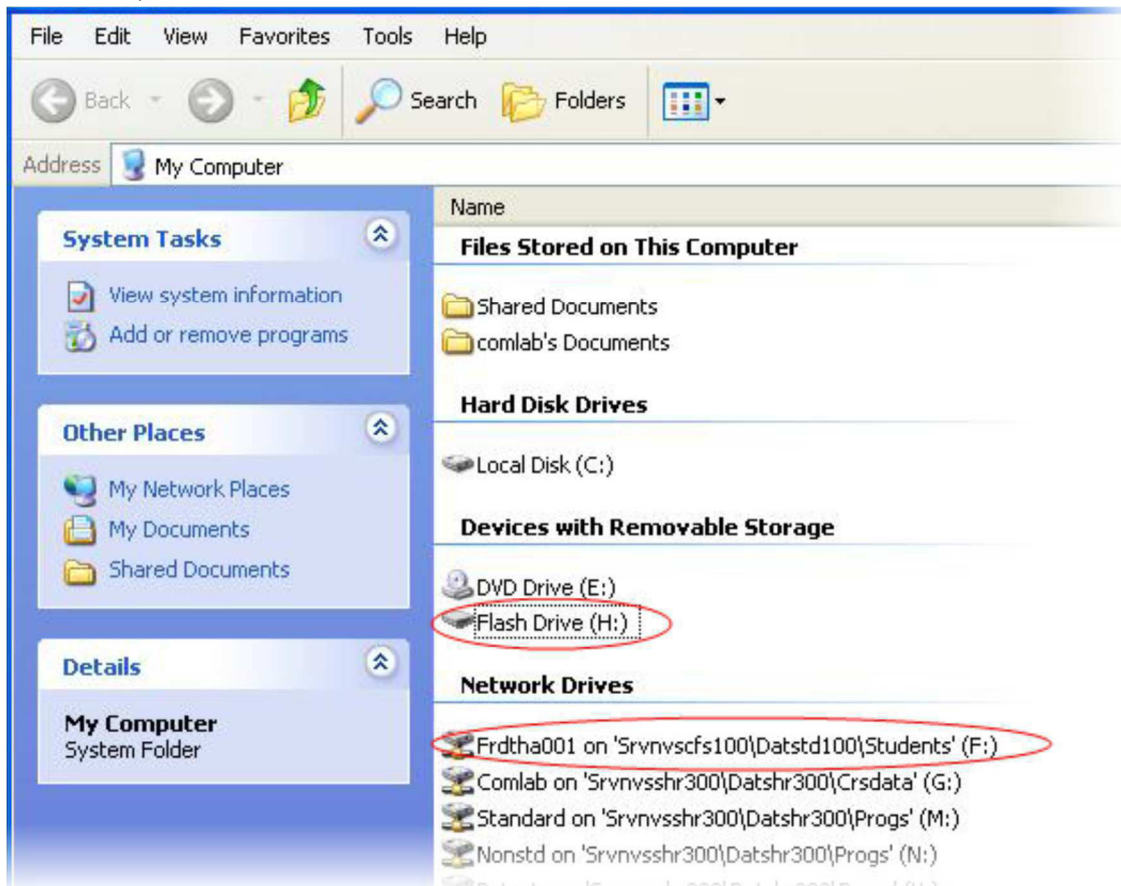 File Edit View Favorites Tools Help
Back Search Folders
Address My Computer
System Tasks
View system information
Add or remove programs
Other Places
My Network Places
My Documents
Shared Documents
Details
My Computer
System Folder
Name
Files Stored on This Computer
Shared Documents
comlab's Documents
Hard Disk Drives
Local Disk (C:)
Devices with Removable Storage
DVD Drive (E:)
Flash Drive (H:)
Network Drives
Frdtha001 on 'Srvnvscfs100\Datstd100\Students' (F:)
Comlab on 'Srvnvsshr300\Datshr300\Crsdata' (G:)
Standard on 'Srvnvsshr300\Datshr300\Progs' (M:)
Nonstd on 'Srvnvsshr300\Datshr300\Progs' (N:)